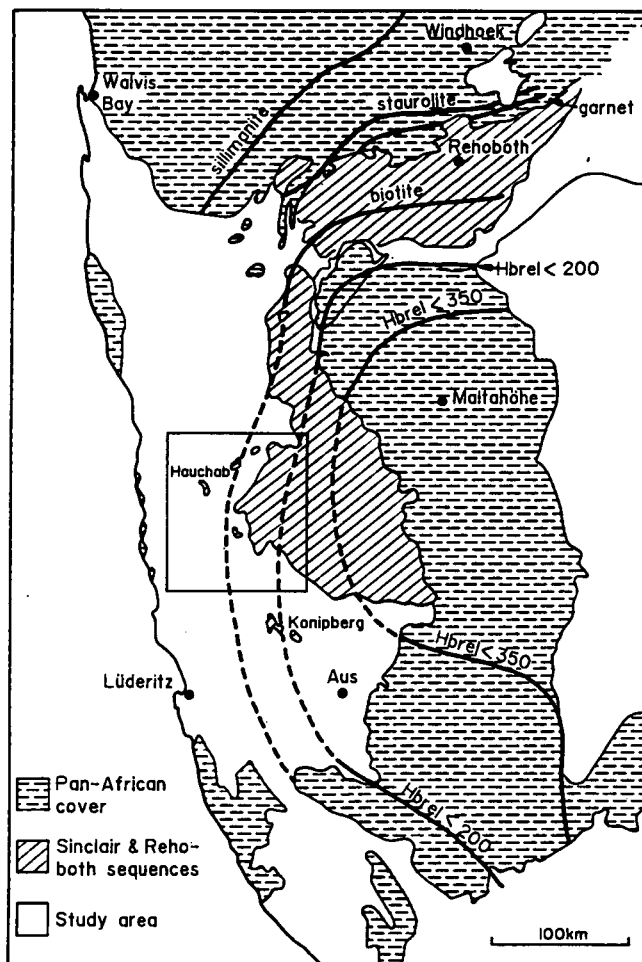 Windhoek
Walvis
Bay
sillimanite
staurolite
garnet
Rehoboth
biotite
Hbrel < 200
Hbrel < 350
Maltahöhe
Hauchab
Konipberg
Hbrel < 350
Lüderitz
Aus
Hbrel < 200
Pan-African
cover
Sinclair & Reho-
both sequences
Study area
100km